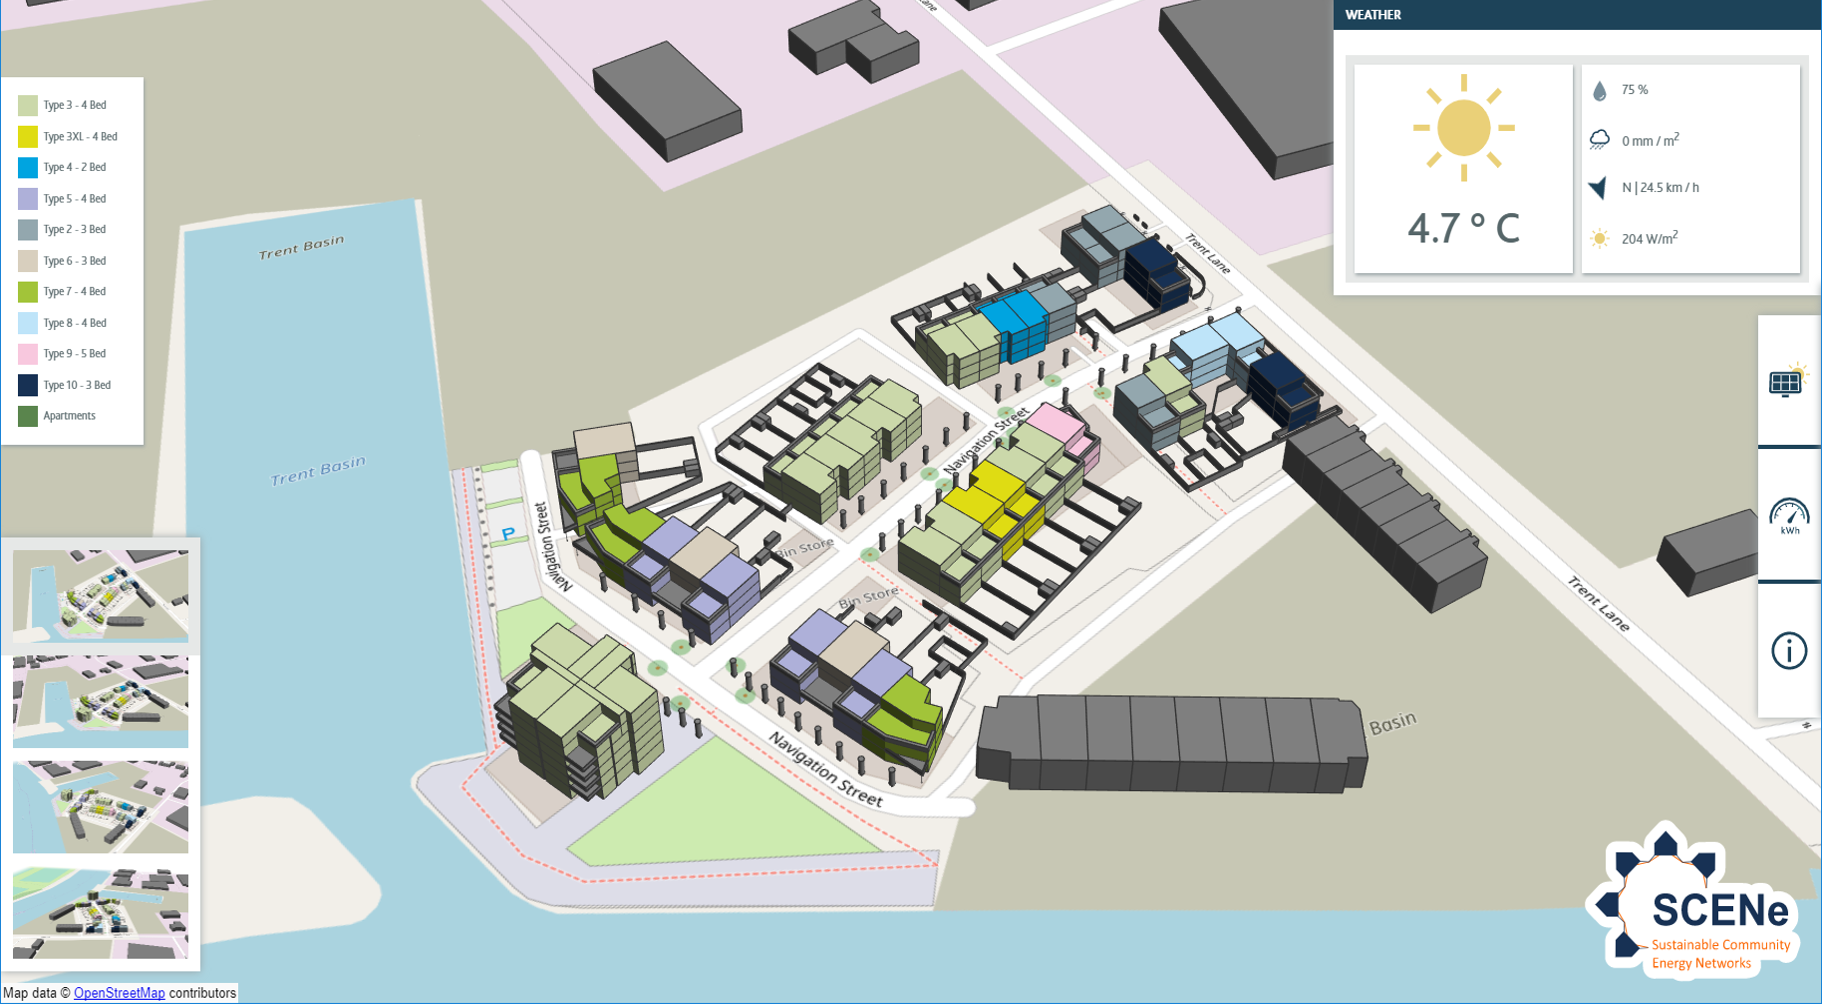 WEATHER
4.7 ° C
75 %
0 mm / m²
N | 24.5 km / h
204 W/m²
Type 3 - 4 Bed
Type 3XL - 4 Bed
Type 4 - 2 Bed
Type 5 - 4 Bed
Type 2 - 3 Bed
Type 6 - 3 Bed
Type 7 - 4 Bed
Type 8 - 4 Bed
Type 9 - 5 Bed
Type 10 - 3 Bed
Apartments
Trent Basin
Trent Basin
Trent Lane
Navigation Street
Navigation Street
P
Bin Store
Bin Store
Trent Lane
Navigation Street
Basin
kWh
SCENe
Sustainable Community
Energy Networks
Map data © OpenStreetMap contributors